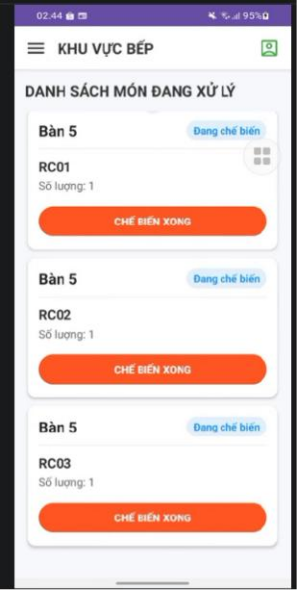 02.44 95%
KHU VỰC BẾP
DANH SÁCH MÓN ĐANG XỬ LÝ
Bàn 5 Đang chế biến
RC01
Số lượng: 1
CHẾ BIẾN XONG
Bàn 5 Đang chế biến
RC02
Số lượng: 1
CHẾ BIẾN XONG
Bàn 5 Đang chế biến
RC03
Số lượng: 1
CHẾ BIẾN XONG